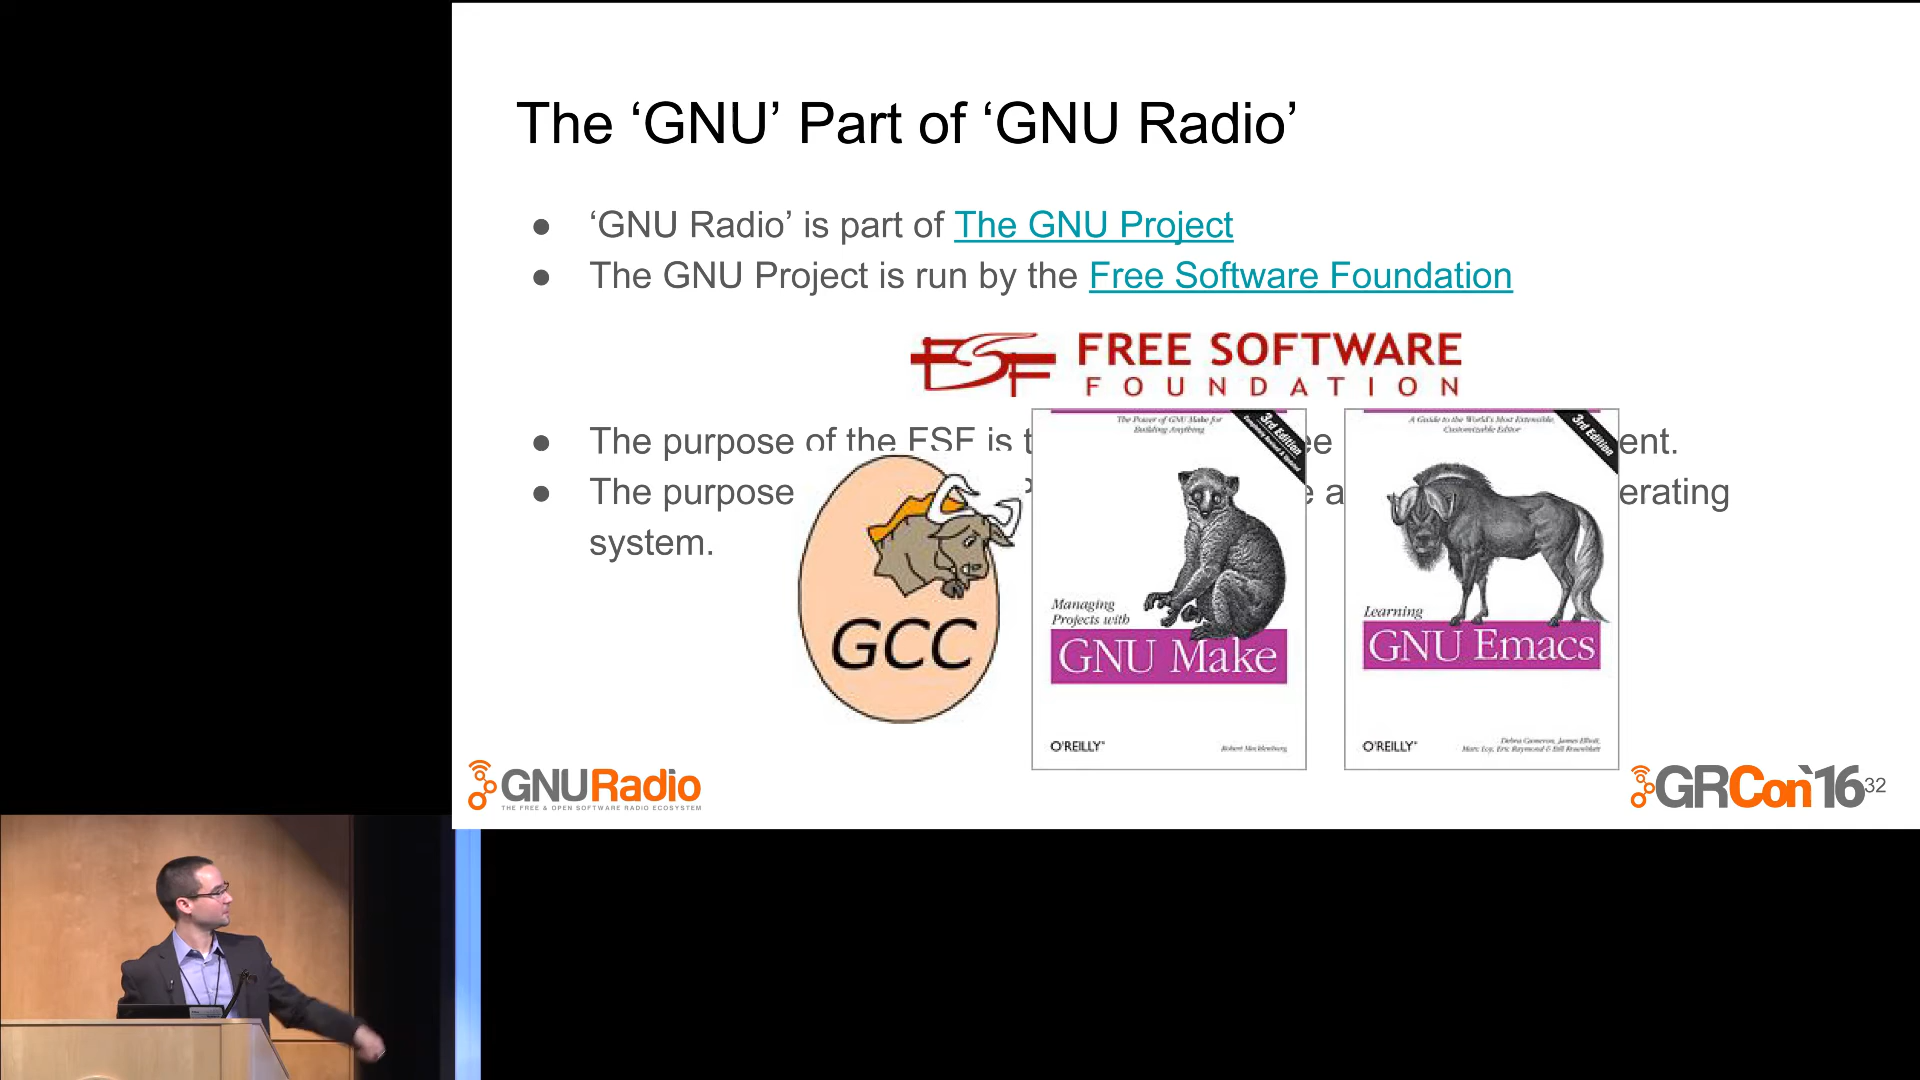 The ‘GNU’ Part of ‘GNU Radio’
● ‘GNU Radio’ is part of The GNU Project
● The GNU Project is run by the Free Software Foundation
FSF FREE SOFTWARE
FOUNDATION
● The purpose of the FSF is t ee ent.
● The purpose e a erating
system.
GCC
The Power of GNU Make for
Building Anything
3rd Edition
Managing
Projects with
GNU Make
O'REILLY
Robert Mecklenburg
A Guide to the World's Most Extensible,
Customizable Editor
3rd Edition
Learning
GNU Emacs
O'REILLY
Debra Cameron, James Elliott,
Marc Loy, Eric Raymond & Bill Rosenblatt
GNURadio
THE FREE & OPEN SOFTWARE RADIO ECOSYSTEM
GRCon`16 32